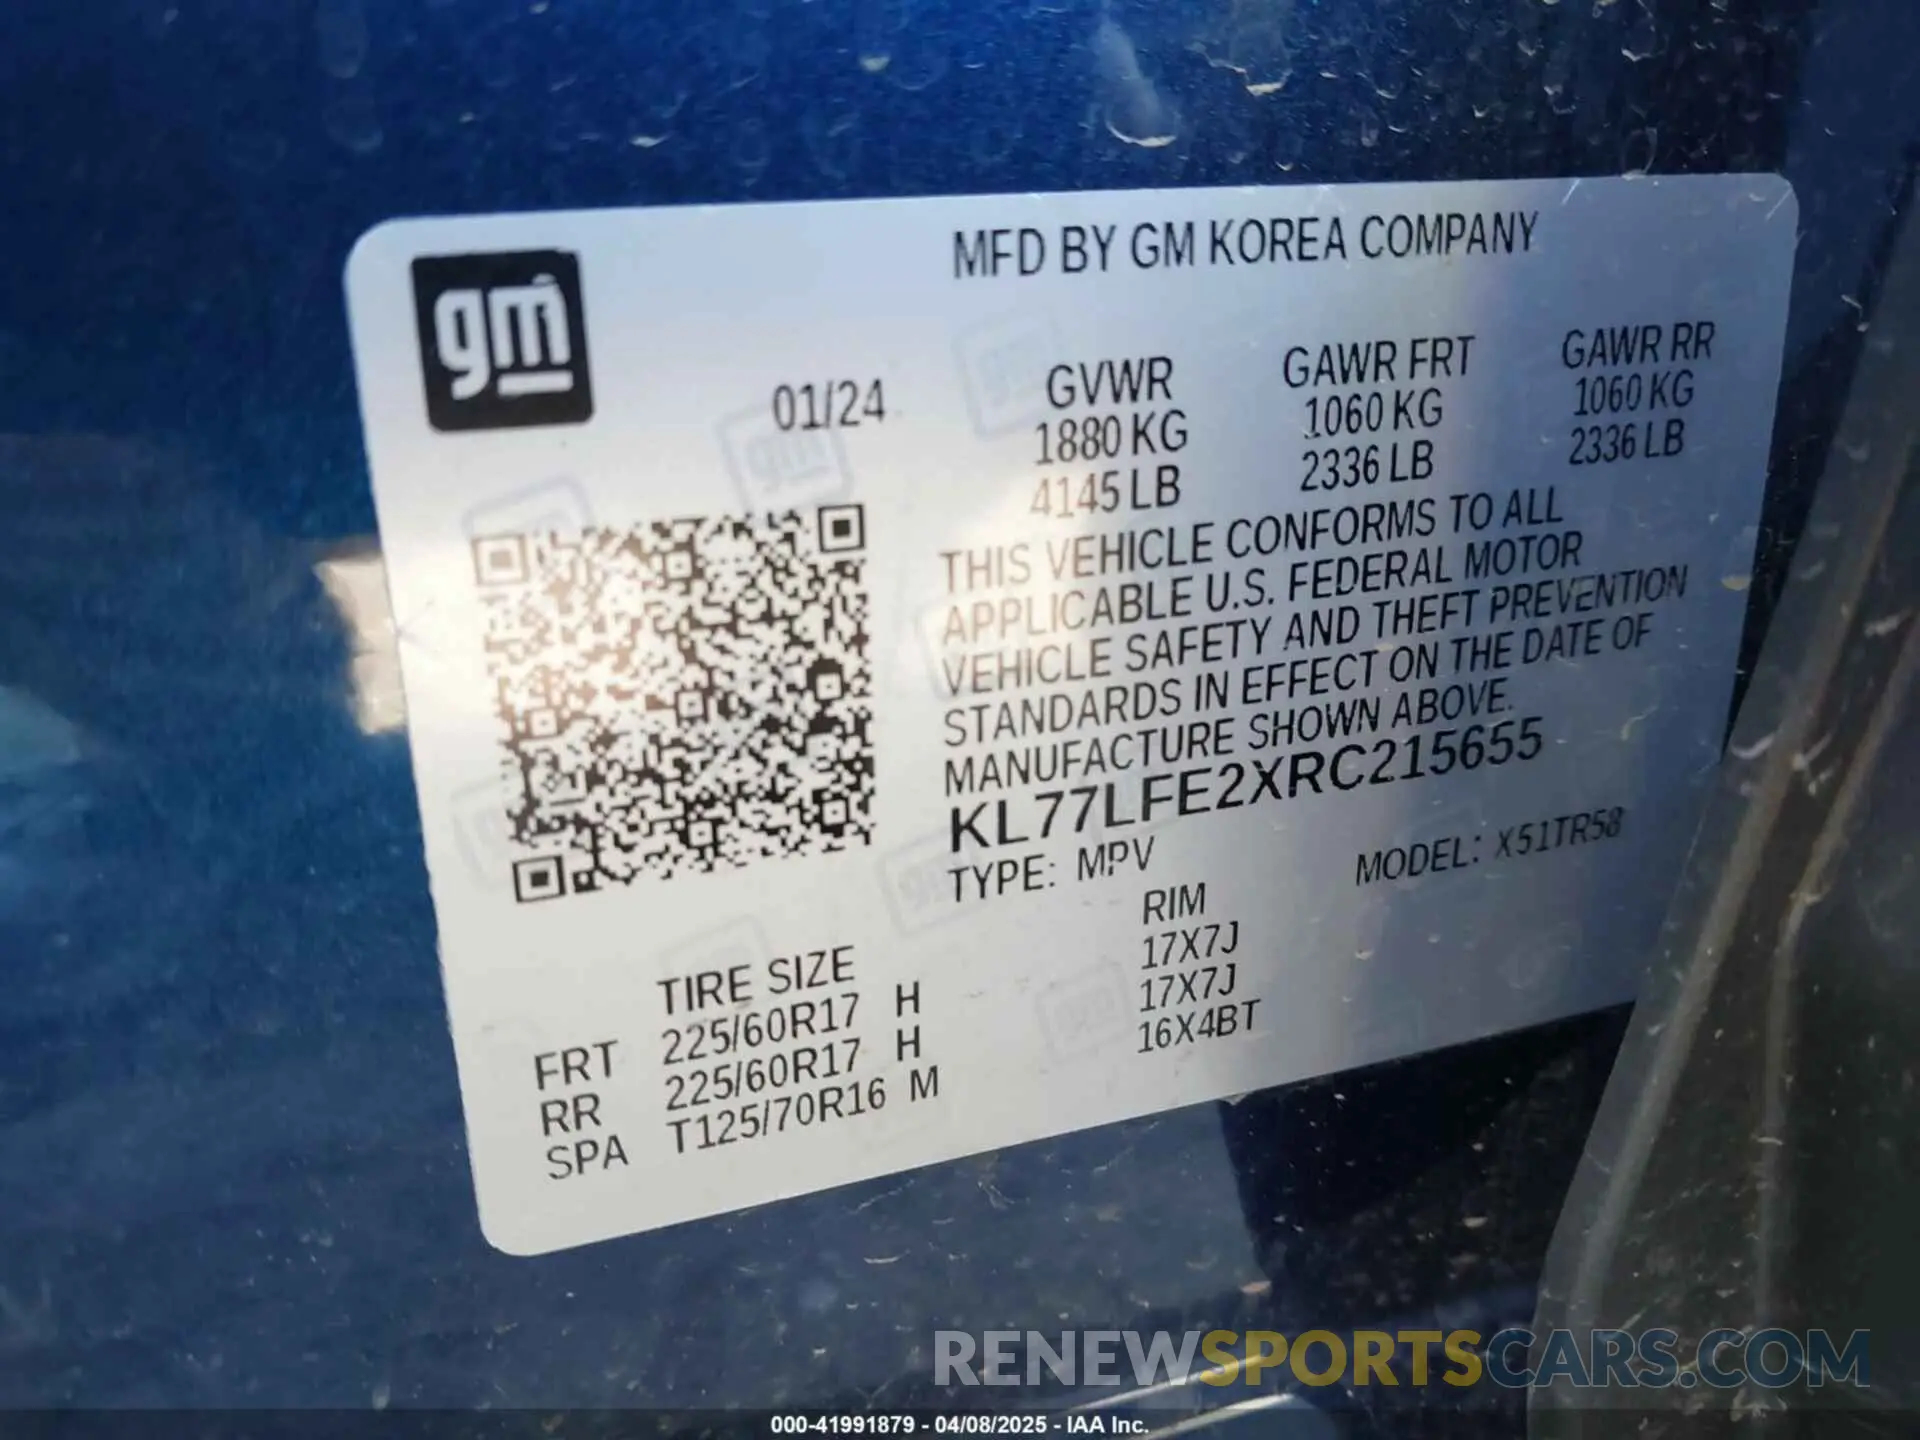 gm
MFD BY GM KOREA COMPANY
01/24
GVWR GAWR FRT GAWR RR
1880 KG 1060 KG 1060 KG
4145 LB 2336 LB 2336 LB
THIS VEHICLE CONFORMS TO ALL
APPLICABLE U.S. FEDERAL MOTOR
VEHICLE SAFETY AND THEFT PREVENTION
STANDARDS IN EFFECT ON THE DATE OF
MANUFACTURE SHOWN ABOVE.
KL77LFE2XRC215655
TYPE: MPV MODEL: X51TR58
TIRE SIZE RIM
FRT 225/60R17 H 17X7J
RR 225/60R17 H 17X7J
SPA T125/70R16 M 16X4BT
RENEWSPORTSCARS.COM
000-41991879 - 04/08/2025 - IAA Inc.